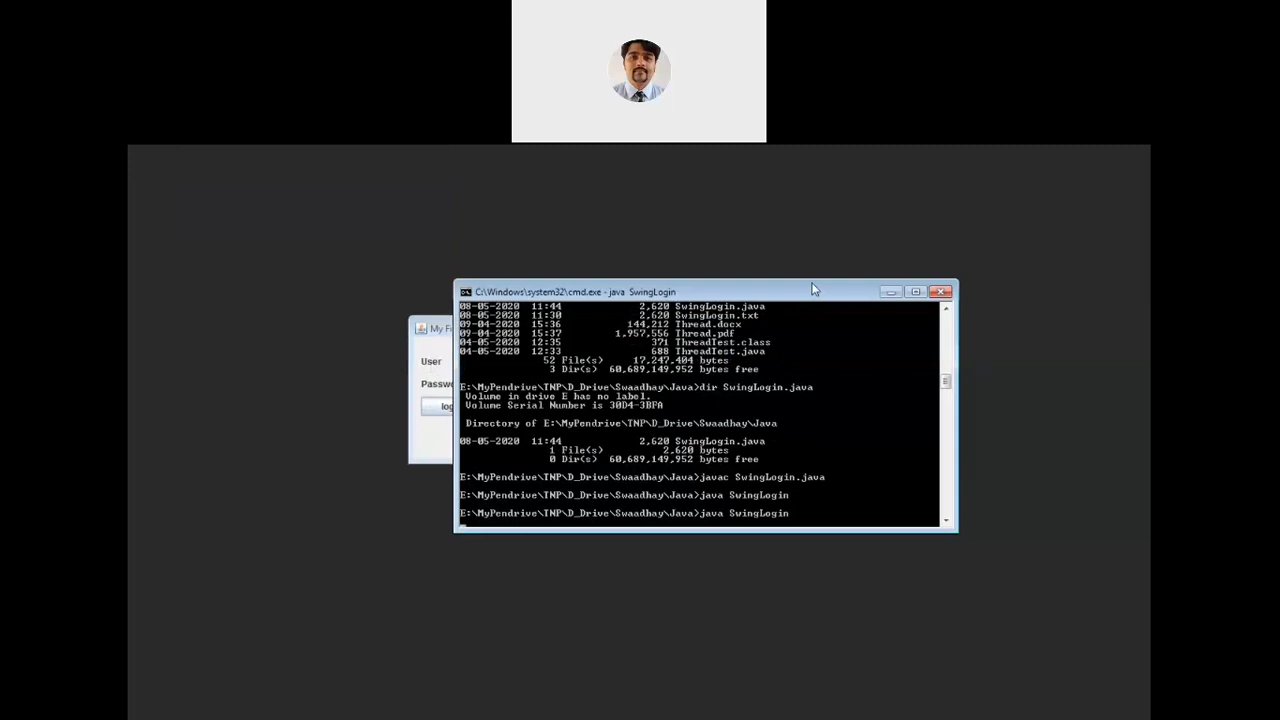 C:\Windows\system32\cmd.exe - java SwingLogin
08-05-2020 11:44 2,620 SwingLogin.java
08-05-2020 11:30 2,620 SwingLogin.txt
09-04-2020 15:36 144,212 Thread.docx
09-04-2020 15:37 1,957,556 Thread.pdf
04-05-2020 12:35 371 ThreadTest.class
04-05-2020 12:33 688 ThreadTest.java
52 File(s) 17,247,404 bytes
3 Dir(s) 60,689,149,952 bytes free
E:\MyPendrive\TNP\D_Drive\Swaadhay\Java>dir SwingLogin.java
Volume in drive E has no label.
Volume Serial Number is 30D4-3BFA
Directory of E:\MyPendrive\TNP\D_Drive\Swaadhay\Java
08-05-2020 11:44 2,620 SwingLogin.java
1 File(s) 2,620 bytes
0 Dir(s) 60,689,149,952 bytes free
E:\MyPendrive\TNP\D_Drive\Swaadhay\Java>javac SwingLogin.java
E:\MyPendrive\TNP\D_Drive\Swaadhay\Java>java SwingLogin
E:\MyPendrive\TNP\D_Drive\Swaadhay\Java>java SwingLogin
My F
User
Passwo
log